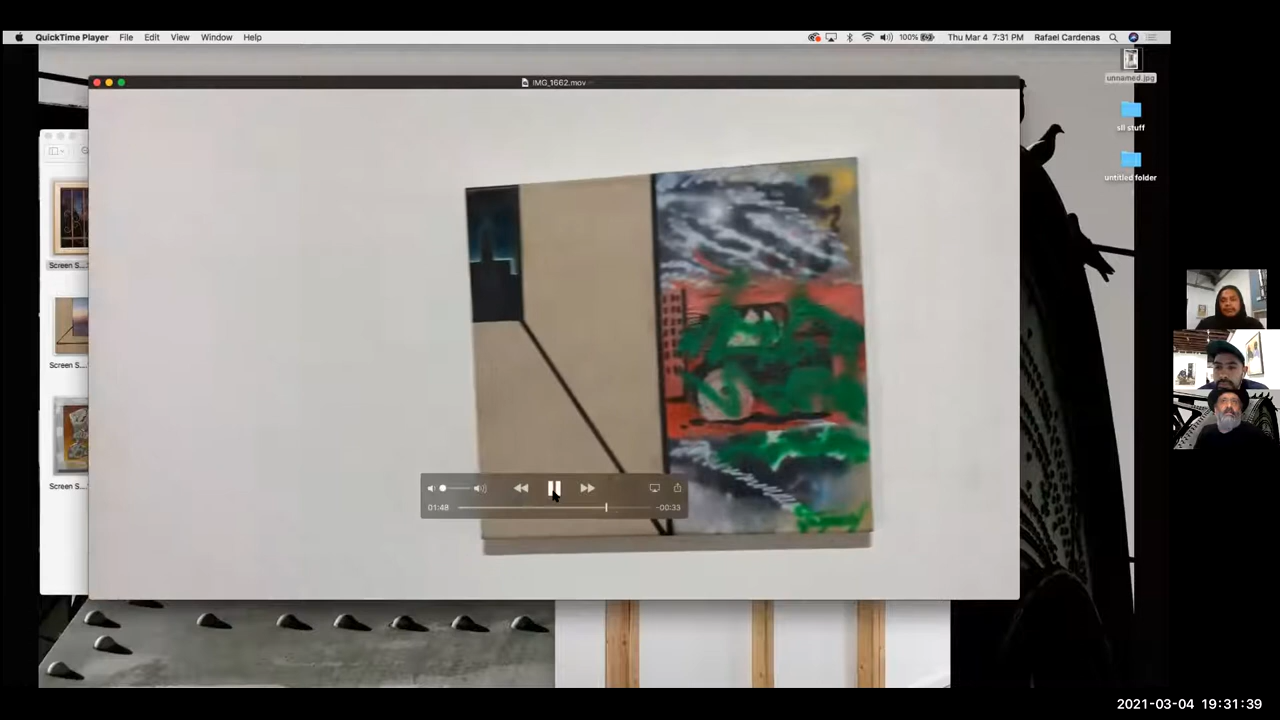 QuickTime Player File Edit View Window Help 100% Thu Mar 4 7:31 PM Rafael Cardenas
IMG_1662.mov
unnamed.jpg
sll stuff
untitled folder
Screen S...
Screen S...
Screen S...
01:48 -00:33
2021-03-04 19:31:39